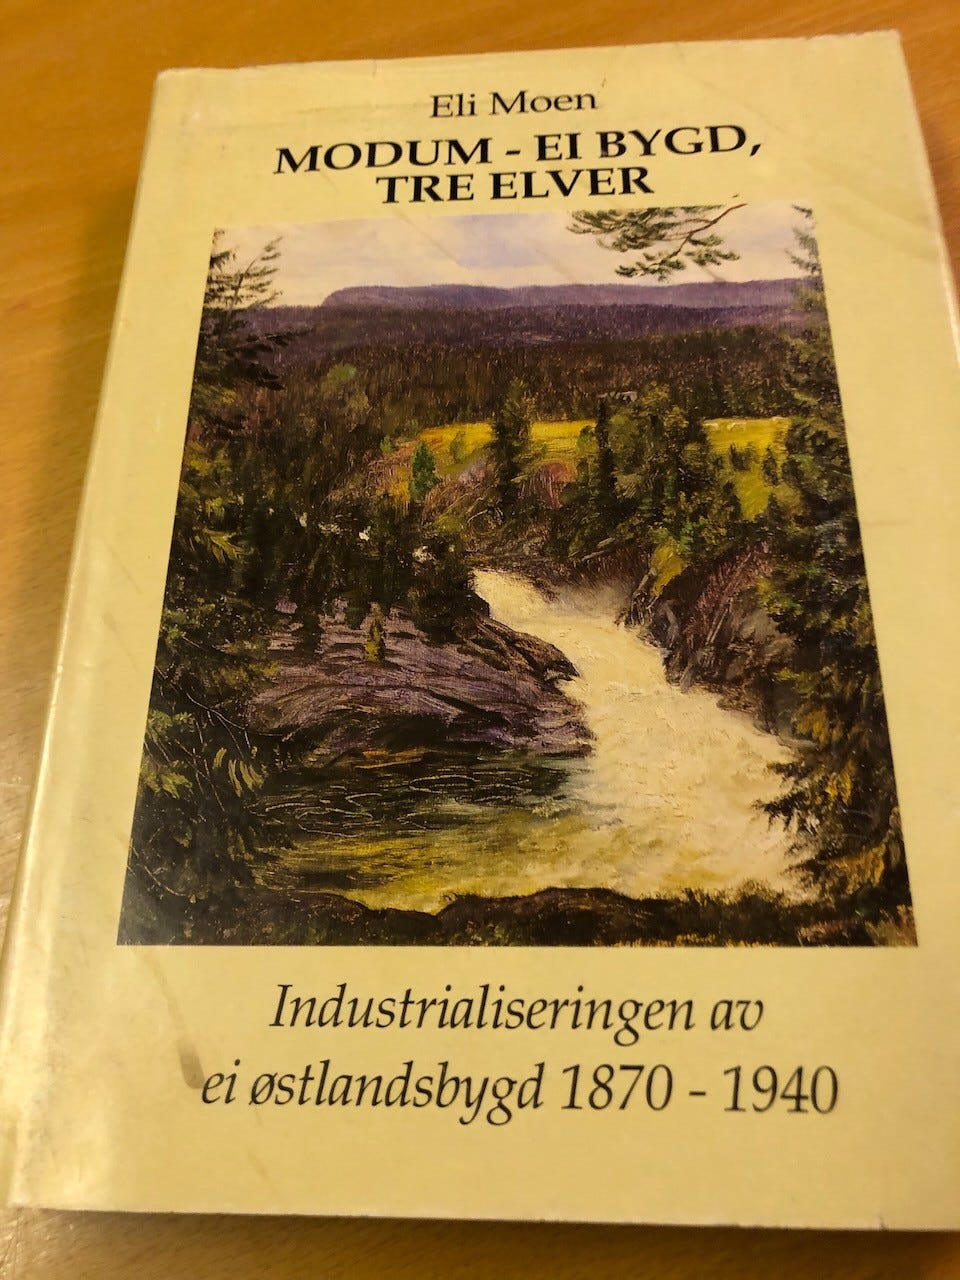 Eli Moen
MODUM - EI BYGD,
TRE ELVER
Industrialiseringen av
ei østlandsbygd 1870 - 1940